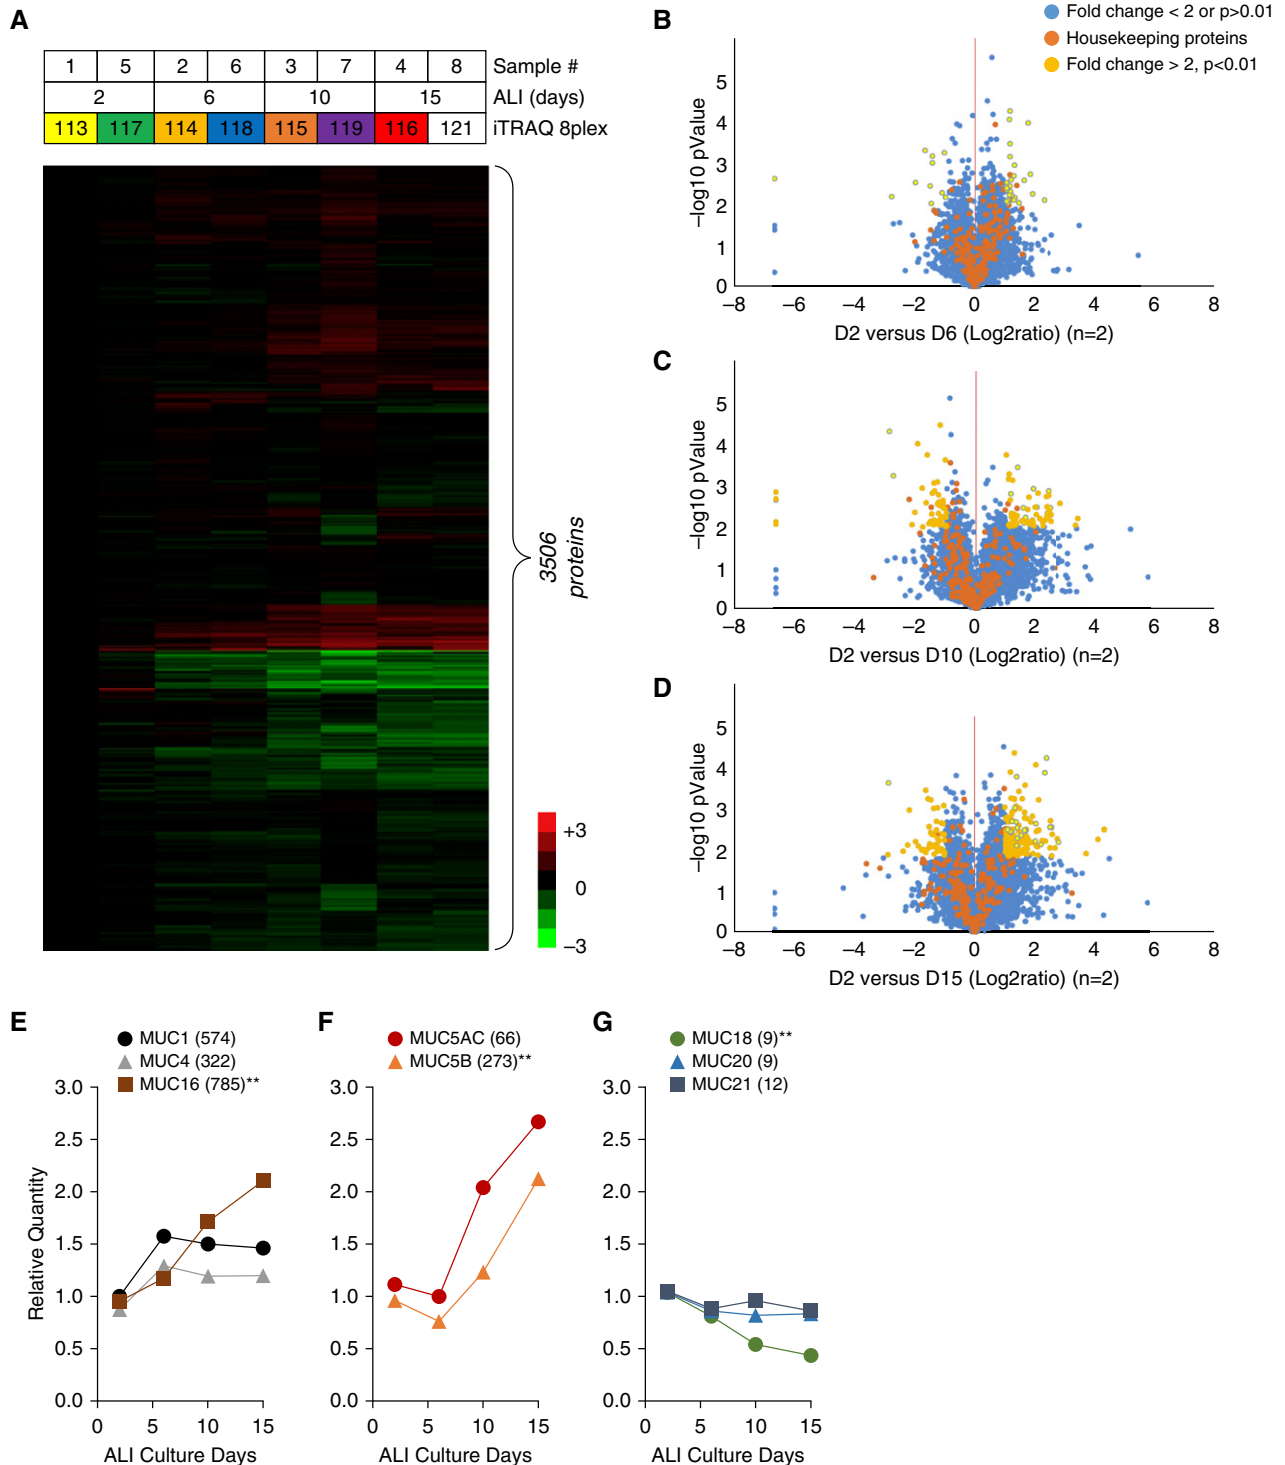 A
1 5 2 6 3 7 4 8 Sample #
2 6 10 15 ALI (days)
113 117 114 118 115 119 116 121 iTRAQ 8plex
3506
proteins
+3
0
–3
B
Fold change < 2 or p>0.01
Housekeeping proteins
Fold change > 2, p<0.01
–log10 pValue
5
4
3
2
1
0
–8 –6 –4 –2 0 2 4 6 8
D2 versus D6 (Log2ratio) (n=2)
C
–log10 pValue
5
4
3
2
1
0
–8 –6 –4 –2 0 2 4 6 8
D2 versus D10 (Log2ratio) (n=2)
D
–log10 pValue
5
4
3
2
1
0
–8 –6 –4 –2 0 2 4 6 8
D2 versus D15 (Log2ratio) (n=2)
E
MUC1 (574)
MUC4 (322)
MUC16 (785)**
Relative Quantity
3.0
2.5
2.0
1.5
1.0
0.5
0.0
0 5 10 15
ALI Culture Days
F
MUC5AC (66)
MUC5B (273)**
3.0
2.5
2.0
1.5
1.0
0.5
0.0
0 5 10 15
ALI Culture Days
G
MUC18 (9)**
MUC20 (9)
MUC21 (12)
3.0
2.5
2.0
1.5
1.0
0.5
0.0
0 5 10 15
ALI Culture Days